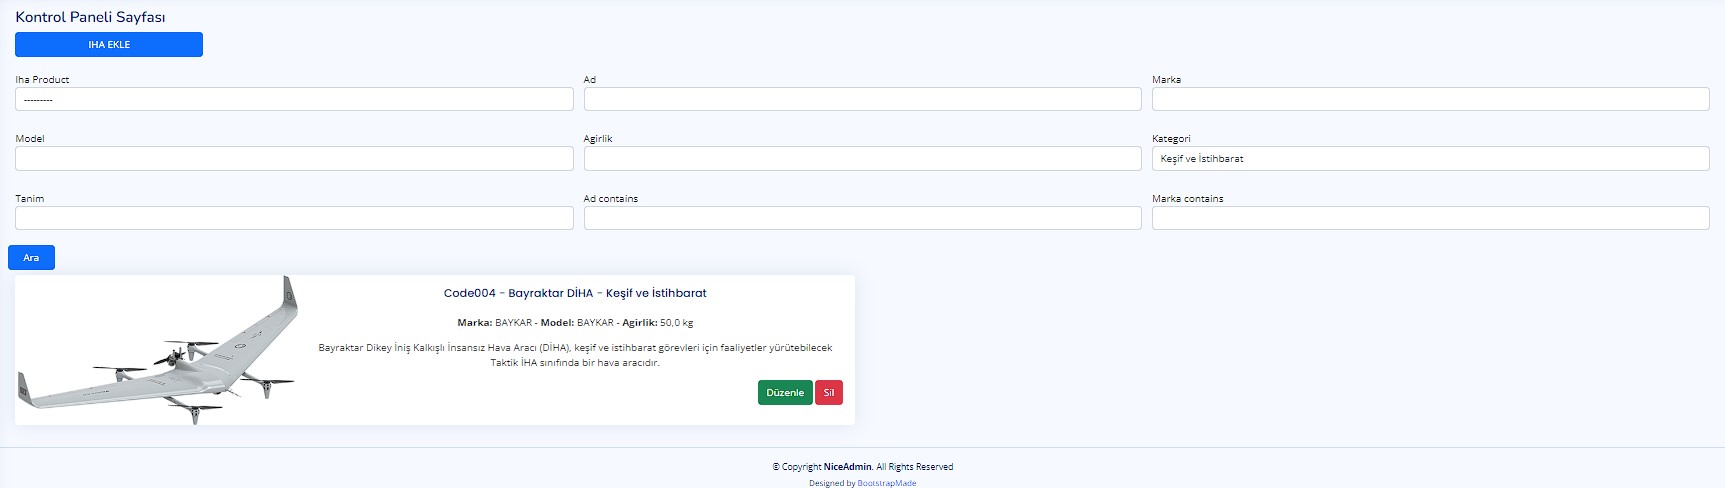 Kontrol Paneli Sayfası
IHA EKLE
Iha Product
Ad
Marka
---------
Model
Agirlik
Kategori
Keşif ve İstihbarat
Tanim
Ad contains
Marka contains
Ara
Code004 - Bayraktar DİHA - Keşif ve İstihbarat
Marka: BAYKAR - Model: BAYKAR - Agirlik: 50,0 kg
Bayraktar Dikey İniş Kalkışlı İnsansız Hava Aracı (DİHA), keşif ve istihbarat görevleri için faaliyetler yürütebilecek
Taktik İHA sınıfında bir hava aracıdır.
Düzenle Sil
© Copyright NiceAdmin. All Rights Reserved
Designed by BootstrapMade